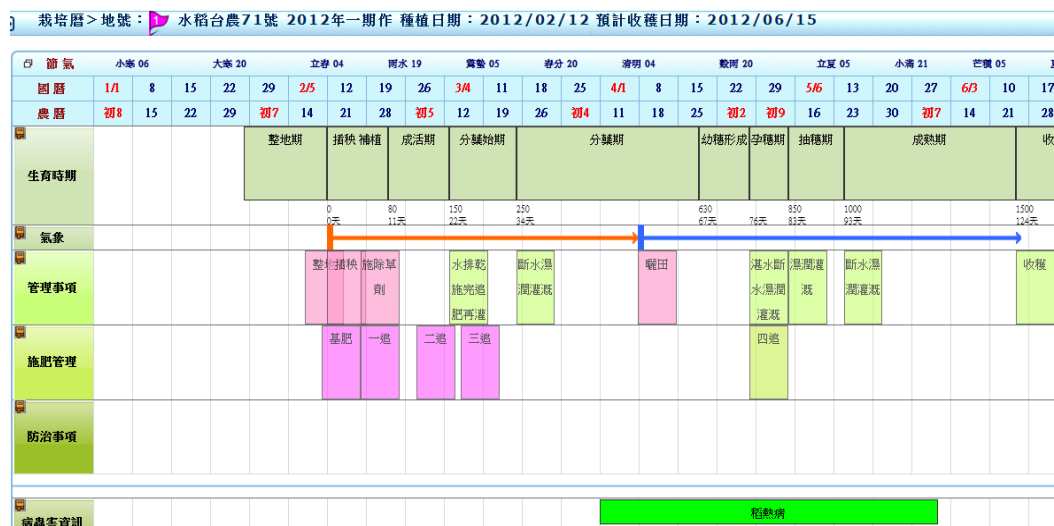 栽培曆>地號: 1 水稻台農71號 2012年一期作 種植日期:2012/02/12 預計收穫日期:2012/06/15
節氣 小寒 06 大寒 20 立春 04 雨水 19 驚蟄 05 春分 20 清明 04 穀雨 20 立夏 05 小滿 21 芒種 05
國曆 1/1 8 15 22 29 2/5 12 19 26 3/4 11 18 25 4/1 8 15 22 29 5/6 13 20 27 6/3 10 17
農曆 初8 15 22 29 初7 14 21 28 初5 12 19 26 初4 11 18 25 初2 初9 16 23 30 初7 14 21 28
生育時期 整地期 插秧 補植 成活期 分蘗始期 分蘗期 幼穗形成 孕穗期 抽穗期 成熟期 收
0 80 150 250 630 850 1000 1500
0天 11天 22天 34天 67天 76天 83天 93天 124天
氣象
管理事項
整地 插秧 施除草 水排乾 斷水濕 曬田 湛水斷 濕潤灌 斷水濕 收穫
劑 施完追 潤灌溉 水濕潤 溉 潤灌溉
肥再灌 灌溉
施肥管理 基肥 一追 二追 三追 四追
防治事項
病蟲害資訊 稻熱病